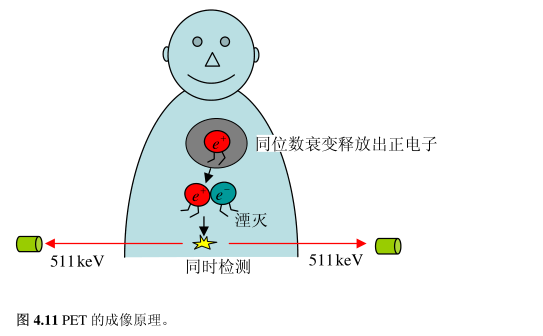 e⁺
同位数衰变释放出正电子
e⁺ e⁻
湮灭
511keV
同时检测
511keV
图 4.11 PET 的成像原理。